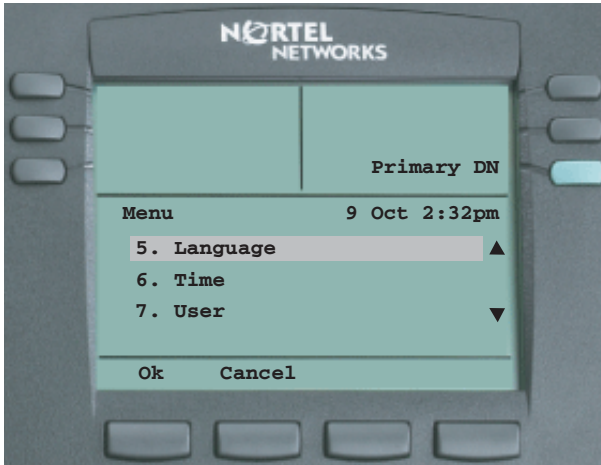 NORTEL
NETWORKS
Primary DN
Menu 9 Oct 2:32pm
5. Language
6. Time
7. User
Ok Cancel